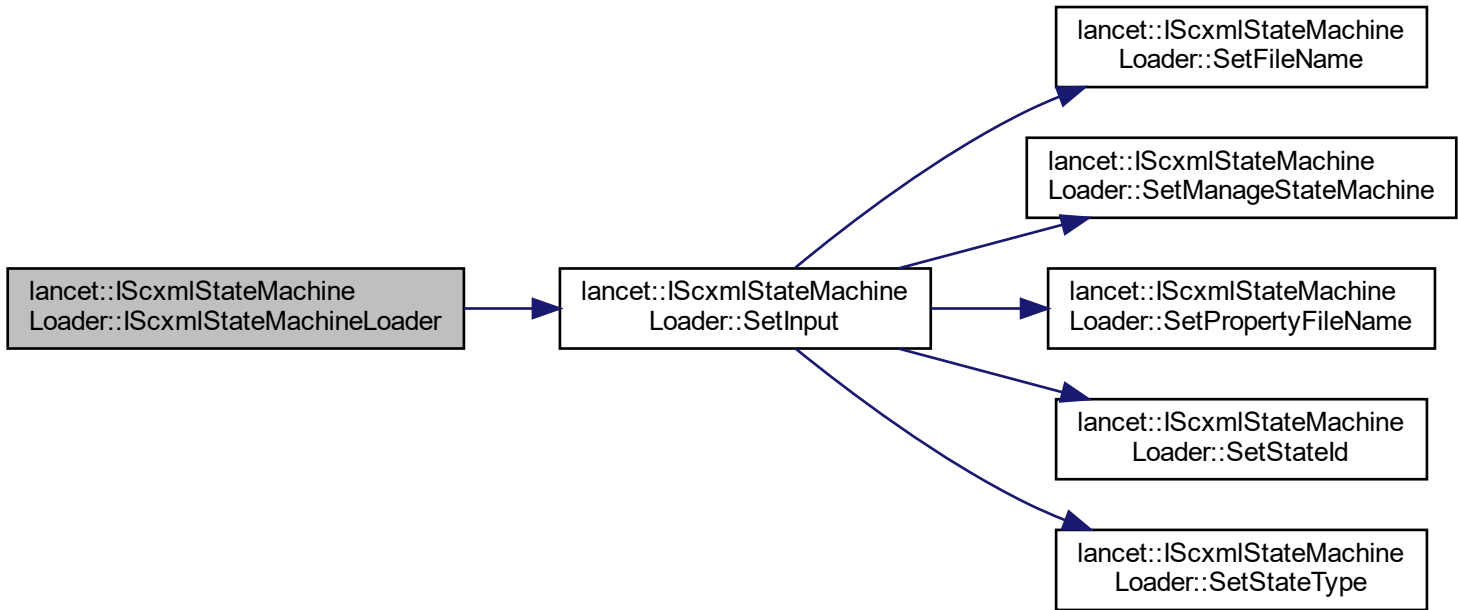 lancet::IScxmlStateMachine
Loader::IScxmlStateMachineLoader
lancet::IScxmlStateMachine
Loader::SetInput
lancet::IScxmlStateMachine
Loader::SetFileName
lancet::IScxmlStateMachine
Loader::SetManageStateMachine
lancet::IScxmlStateMachine
Loader::SetPropertyFileName
lancet::IScxmlStateMachine
Loader::SetStateId
lancet::IScxmlStateMachine
Loader::SetStateType